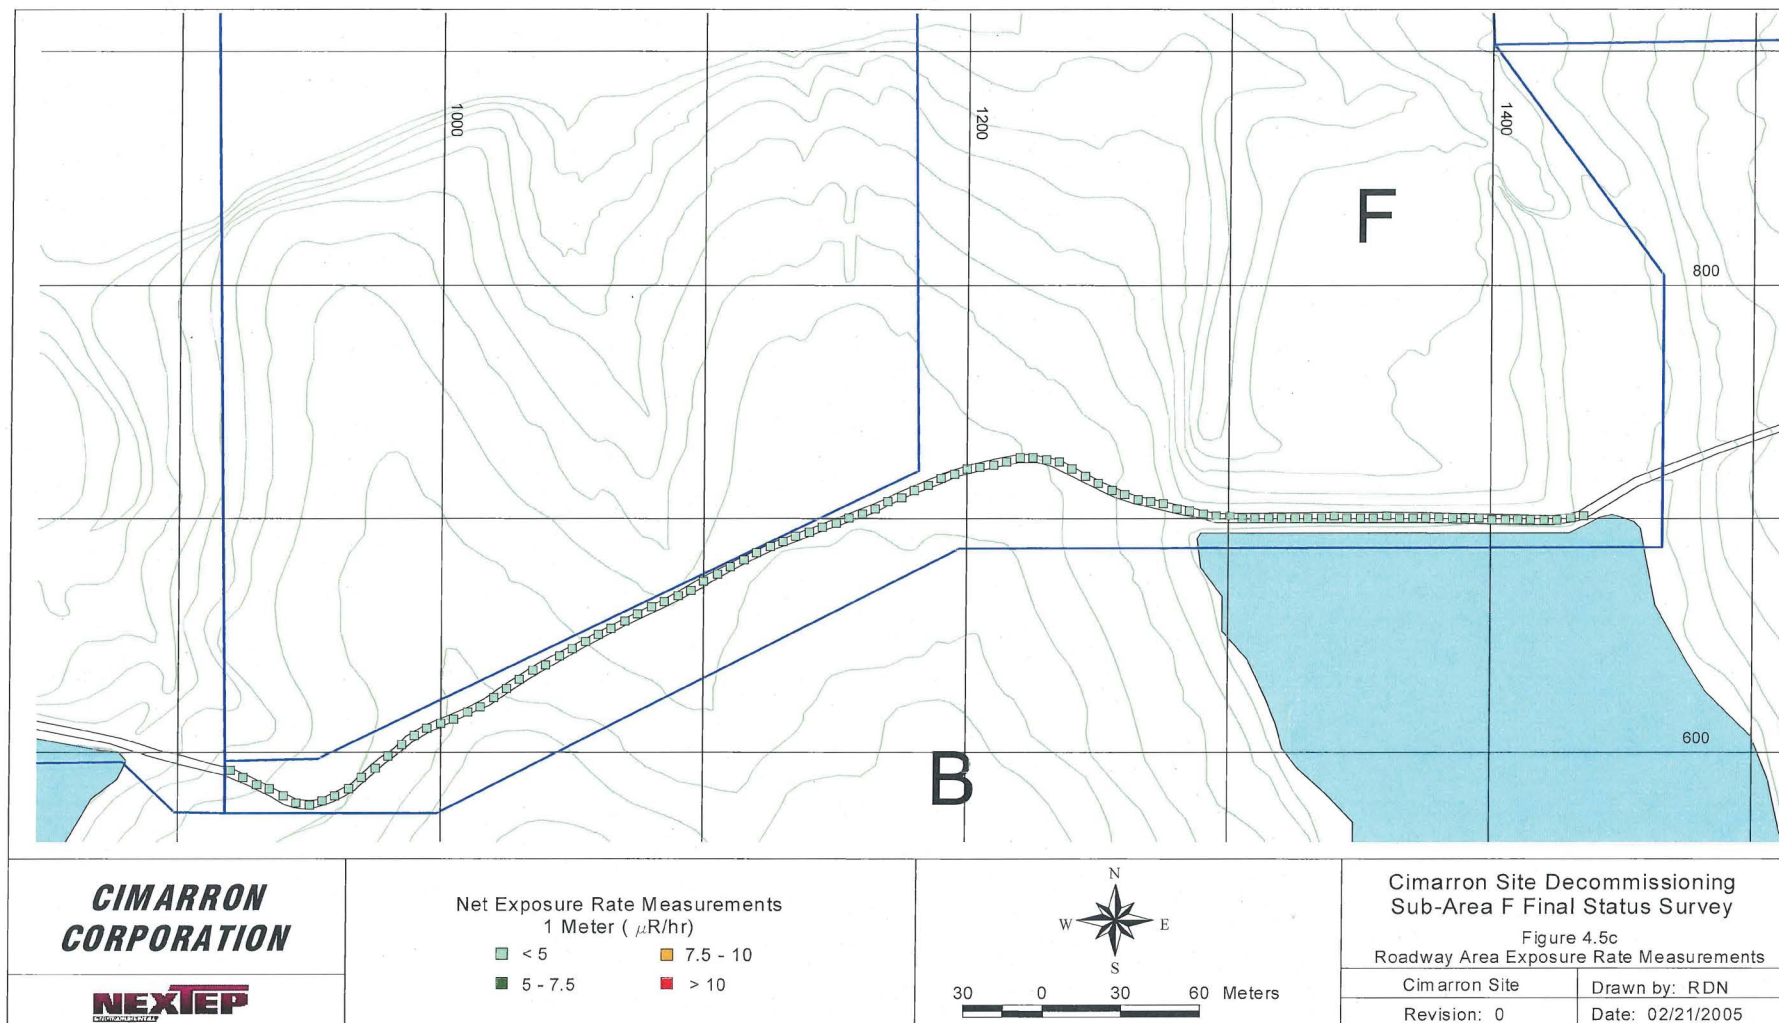 1000
1200
1400
F
800
600
B
CIMARRON
CORPORATION
NEXTEP
ENVIRONMENTAL
Net Exposure Rate Measurements
1 Meter ( μR/hr)
< 5
7.5 - 10
5 - 7.5
> 10
N
W E
S
30 0 30 60 Meters
Cimarron Site Decommissioning
Sub-Area F Final Status Survey
Figure 4.5c
Roadway Area Exposure Rate Measurements
Cimarron Site
Drawn by: RDN
Revision: 0
Date: 02/21/2005